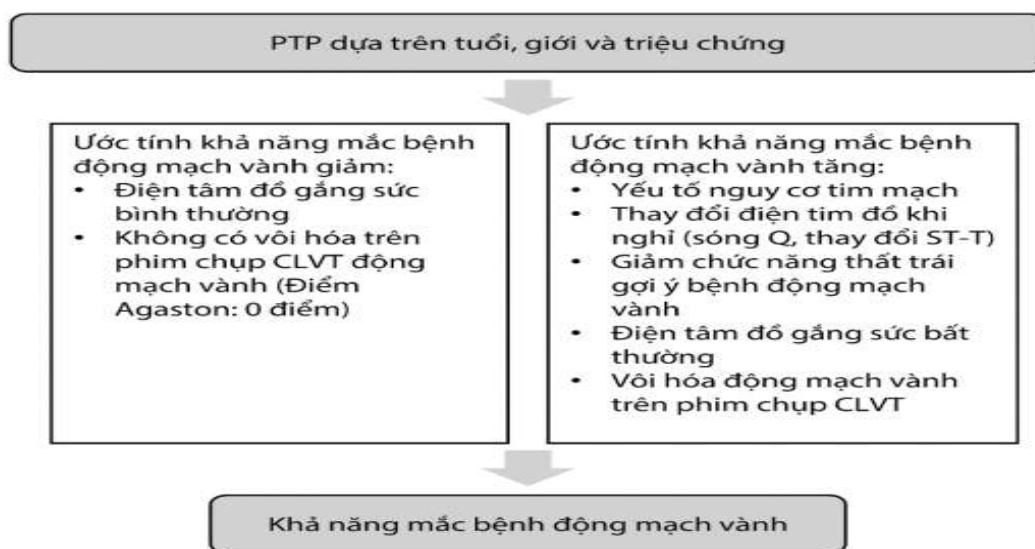 PTP dựa trên tuổi, giới và triệu chứng
Ước tính khả năng mắc bệnh
động mạch vành giảm:
• Điện tâm đồ gắng sức
bình thường
• Không có vôi hóa trên
phim chụp CLVT động
mạch vành (Điểm
Agaston: 0 điểm)
Ước tính khả năng mắc bệnh
động mạch vành tăng:
• Yếu tố nguy cơ tim mạch
• Thay đổi điện tim đồ khi
nghỉ (sóng Q, thay đổi ST-T)
• Giảm chức năng thất trái
gợi ý bệnh động mạch
vành
• Điện tâm đồ gắng sức bất
thường
• Vôi hóa động mạch vành
trên phim chụp CLVT
Khả năng mắc bệnh động mạch vành